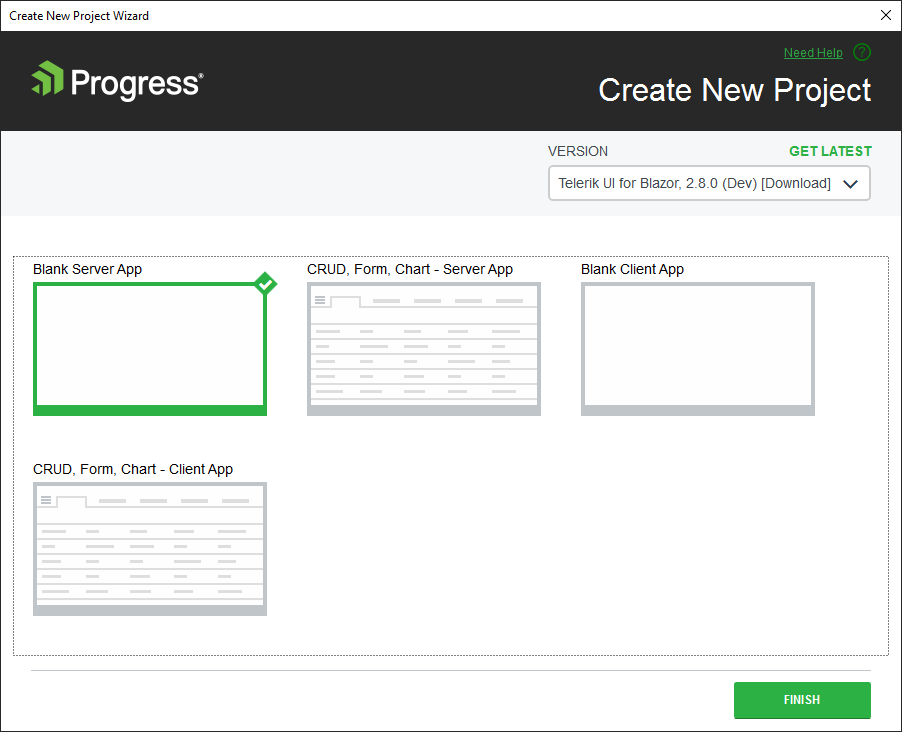 Create New Project Wizard
Need Help ?
Progress®
Create New Project
VERSION GET LATEST
Telerik UI for Blazor, 2.8.0 (Dev) [Download]
Blank Server App
CRUD, Form, Chart - Server App
Blank Client App
CRUD, Form, Chart - Client App
FINISH